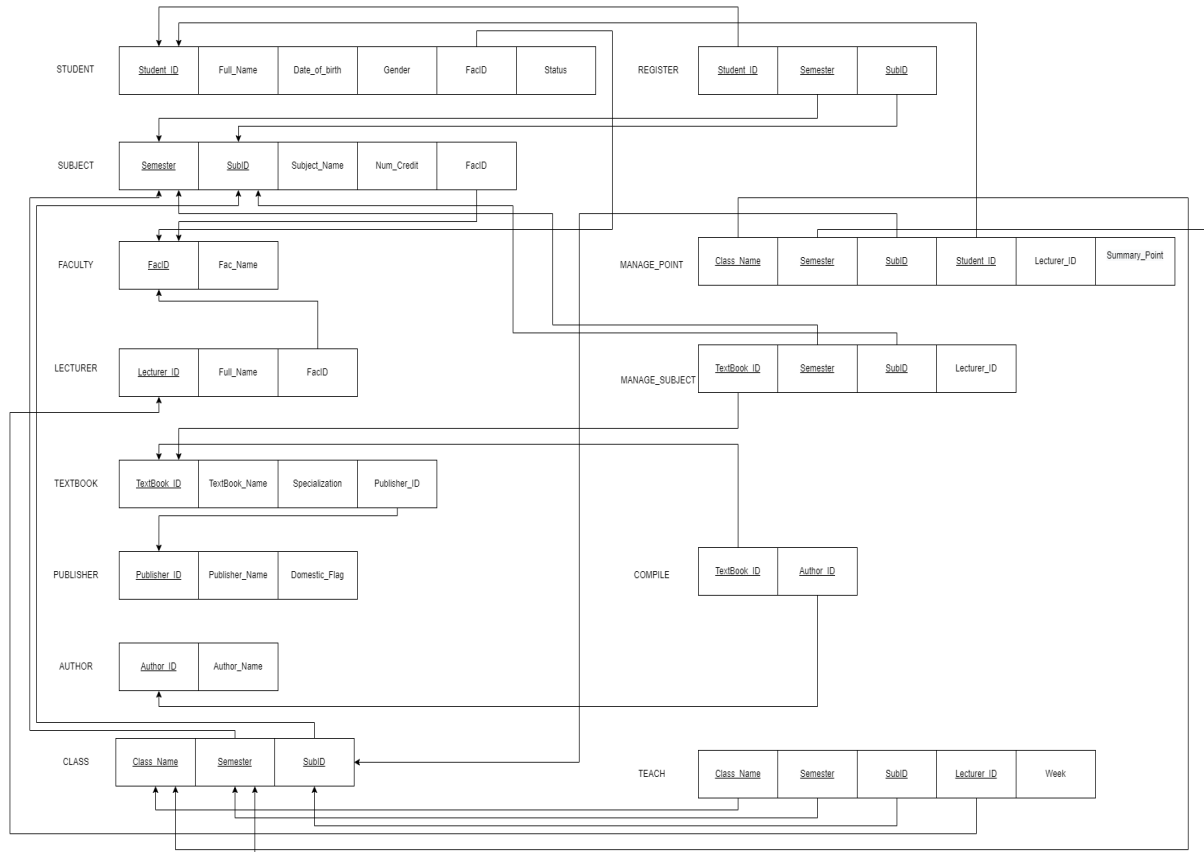 STUDENT Student_ID Full_Name Date_of_birth Gender FacID Status
REGISTER Student_ID Semester SubID
SUBJECT Semester SubID Subject_Name Num_Credit FacID
FACULTY FacID Fac_Name
MANAGE_POINT Class_Name Semester SubID Student_ID Lecturer_ID Summary_Point
LECTURER Lecturer_ID Full_Name FacID
MANAGE_SUBJECT TextBook_ID Semester SubID Lecturer_ID
TEXTBOOK TextBook_ID TextBook_Name Specialization Publisher_ID
PUBLISHER Publisher_ID Publisher_Name Domestic_Flag
COMPILE TextBook_ID Author_ID
AUTHOR Author_ID Author_Name
CLASS Class_Name Semester SubID
TEACH Class_Name Semester SubID Lecturer_ID Week